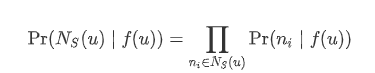 Pr(N_S(u) | f(u)) = ∏_{n_i∈N_S(u)} Pr(n_i | f(u))